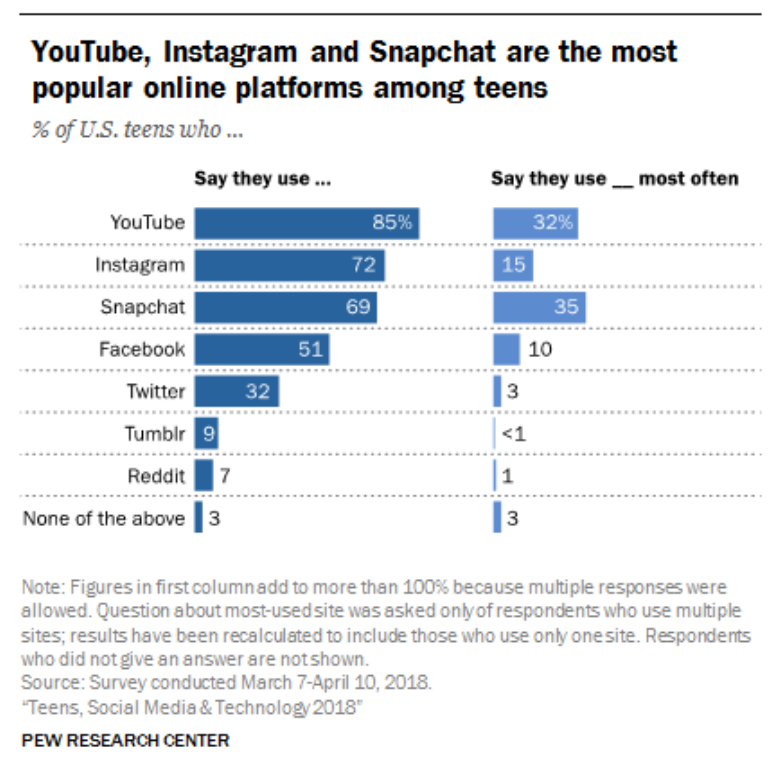 YouTube, Instagram and Snapchat are the most
popular online platforms among teens
% of U.S. teens who ...
Say they use ... Say they use __ most often
YouTube 85% 32%
Instagram 72 15
Snapchat 69 35
Facebook 51 10
Twitter 32 3
Tumblr 9 <1
Reddit 7 1
None of the above 3 3
Note: Figures in first column add to more than 100% because multiple responses were
allowed. Question about most-used site was asked only of respondents who use multiple
sites; results have been recalculated to include those who use only one site. Respondents
who did not give an answer are not shown.
Source: Survey conducted March 7-April 10, 2018.
“Teens, Social Media & Technology 2018”
PEW RESEARCH CENTER